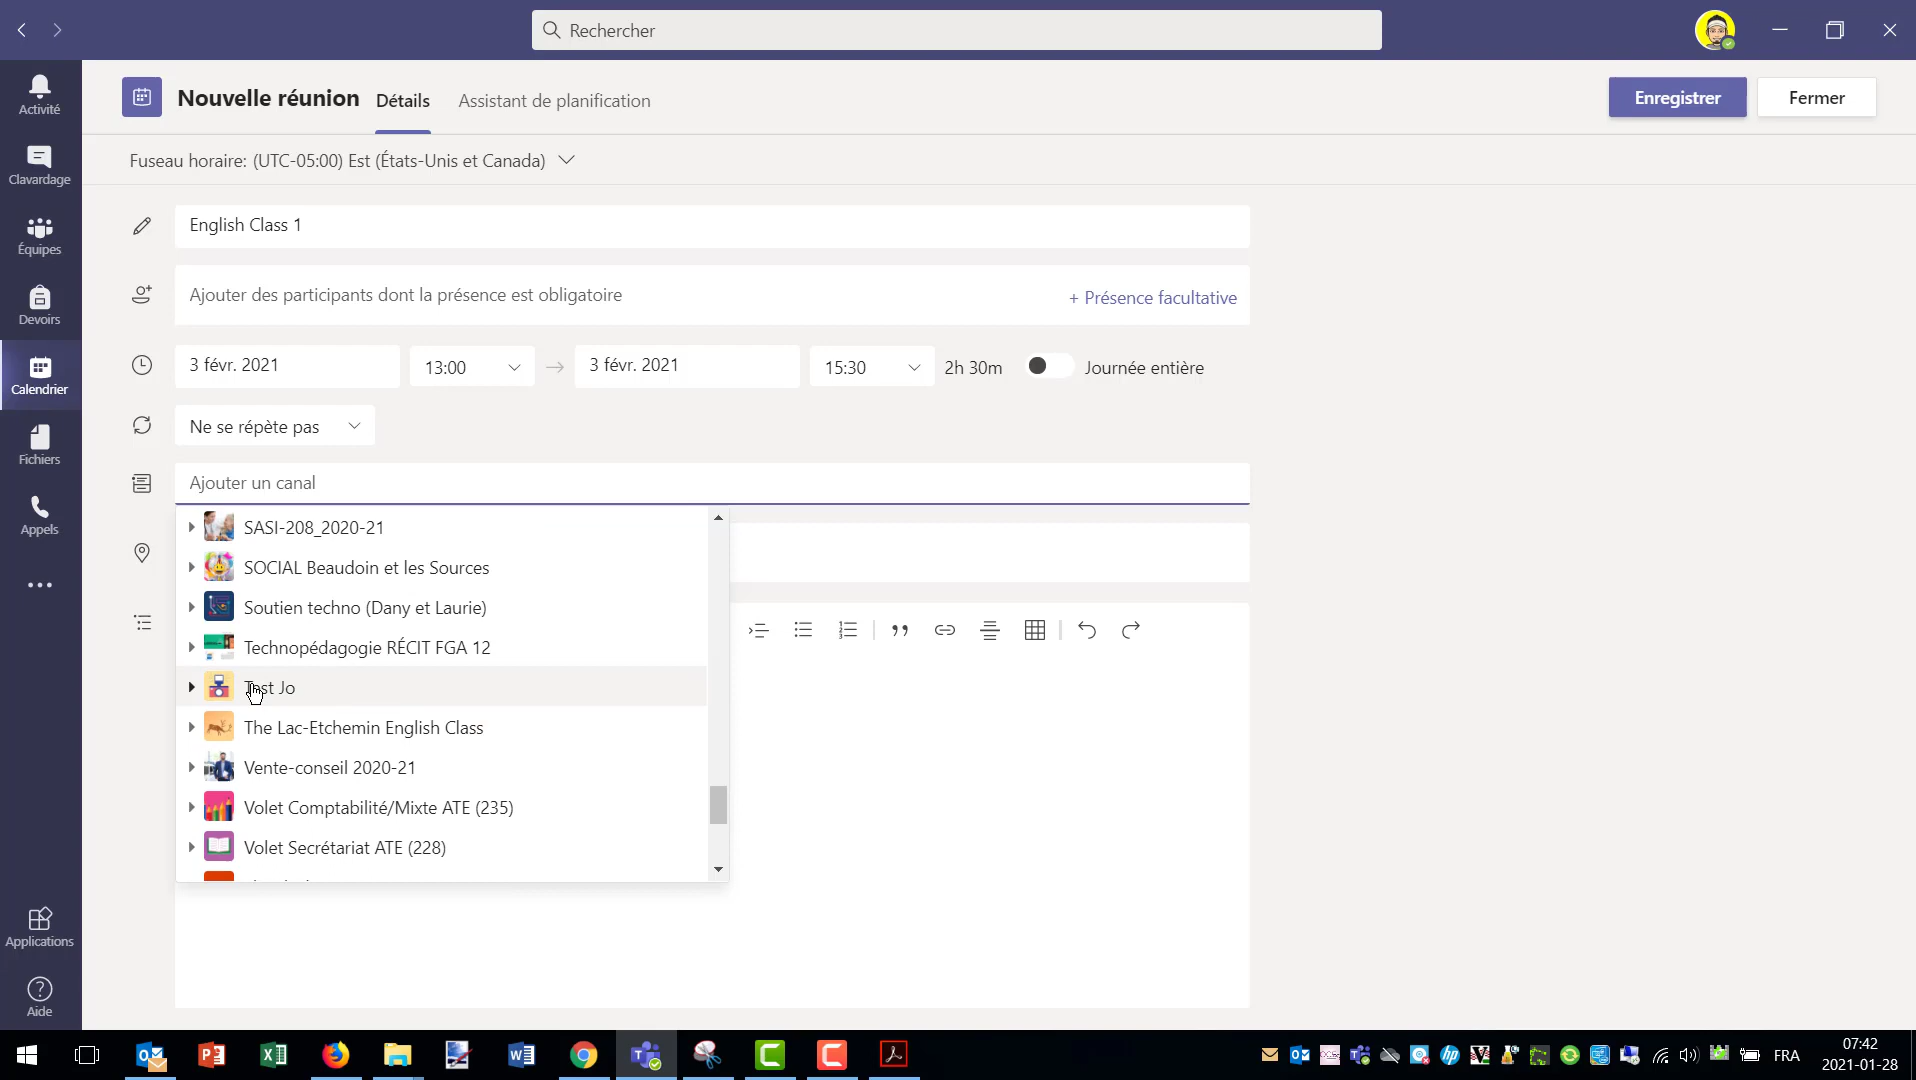 Rechercher
Activité
Clavardage
Équipes
Devoirs
Calendrier
Fichiers
Appels
Applications
Aide
Nouvelle réunion
Détails
Assistant de planification
Enregistrer
Fermer
Fuseau horaire: (UTC-05:00) Est (États-Unis et Canada)
English Class 1
Ajouter des participants dont la présence est obligatoire
+ Présence facultative
3 févr. 2021
13:00
3 févr. 2021
15:30
2h 30m
Journée entière
Ne se répète pas
Ajouter un canal
SASI-208_2020-21
SOCIAL Beaudoin et les Sources
Soutien techno (Dany et Laurie)
Technopédagogie RÉCIT FGA 12
Test Jo
The Lac-Etchemin English Class
Vente-conseil 2020-21
Volet Comptabilité/Mixte ATE (235)
Volet Secrétariat ATE (228)
FRA
07:42
2021-01-28